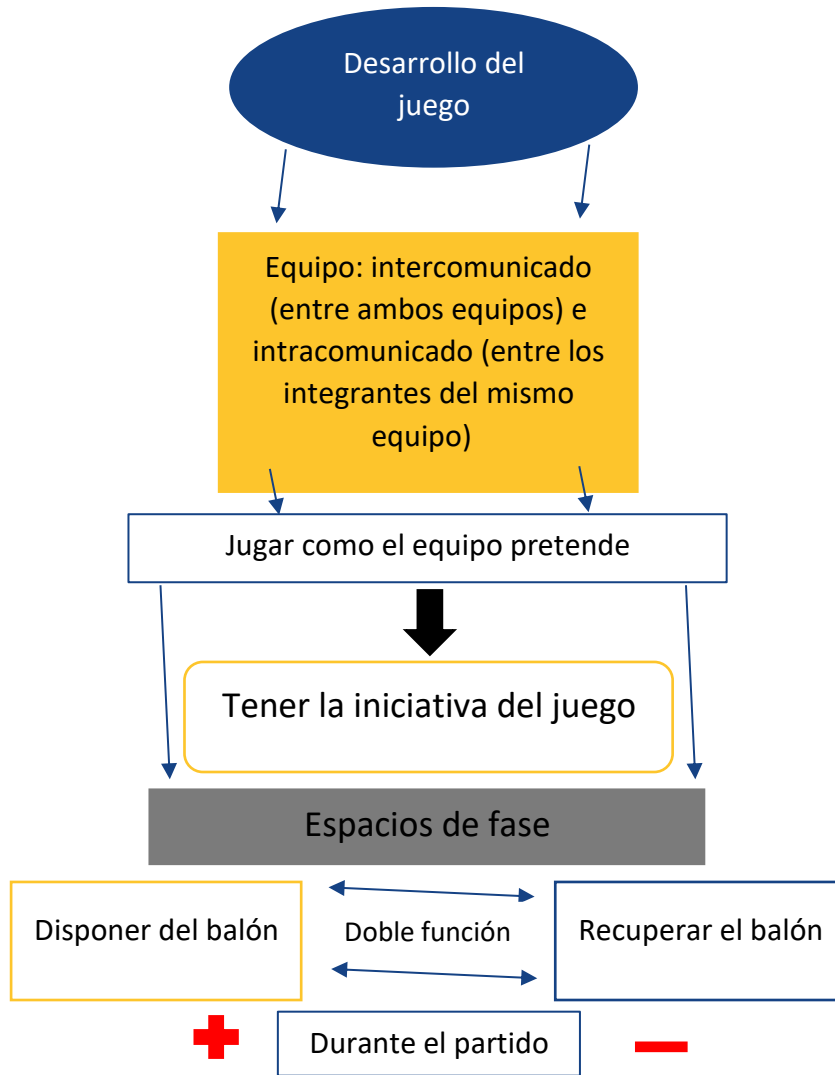 Desarrollo del
juego
Equipo: intercomunicado
(entre ambos equipos) e
intracomunicado (entre los
integrantes del mismo
equipo)
Jugar como el equipo pretende
Tener la iniciativa del juego
Espacios de fase
Disponer del balón
Doble función
Recuperar el balón
Durante el partido